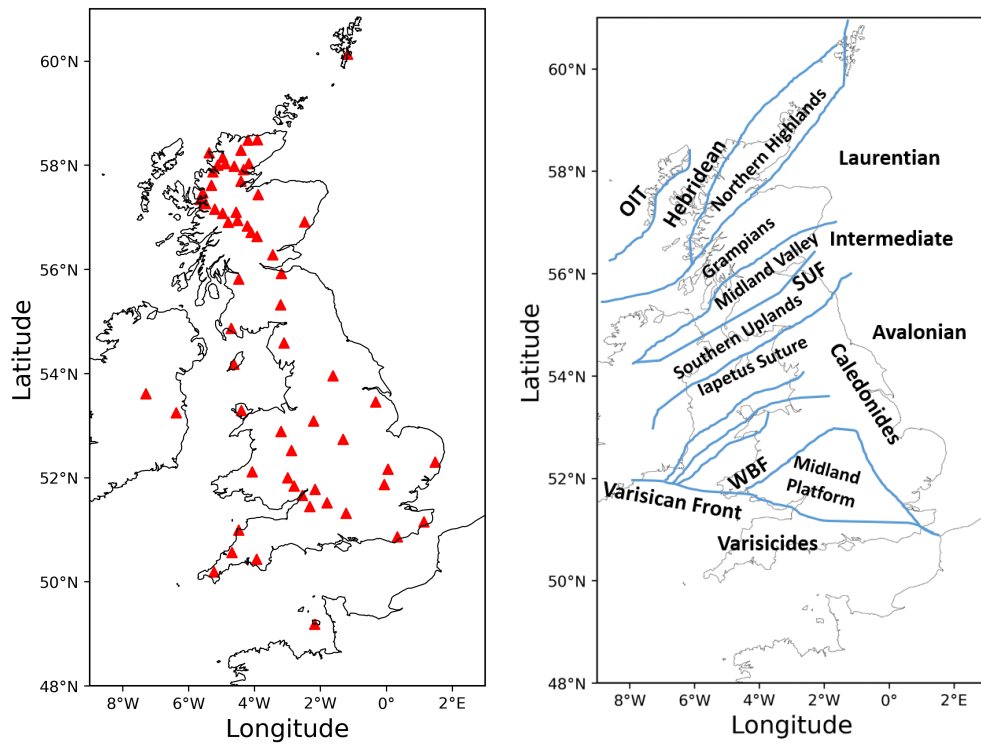 60°N
58°N
56°N
54°N
52°N
50°N
48°N
Latitude
8°W
6°W
4°W
2°W
0°
2°E
Longitude
60°N
58°N
56°N
54°N
52°N
50°N
48°N
Latitude
OIT
Hebridean
Northern Highlands
Laurentian
Grampians
Intermediate
Midland Valley
SUF
Southern Uplands
Iapetus Suture
Avalonian
Caledonides
WBF
Midland
Platform
Varisican Front
Varisicides
8°W
6°W
4°W
2°W
0°
2°E
Longitude